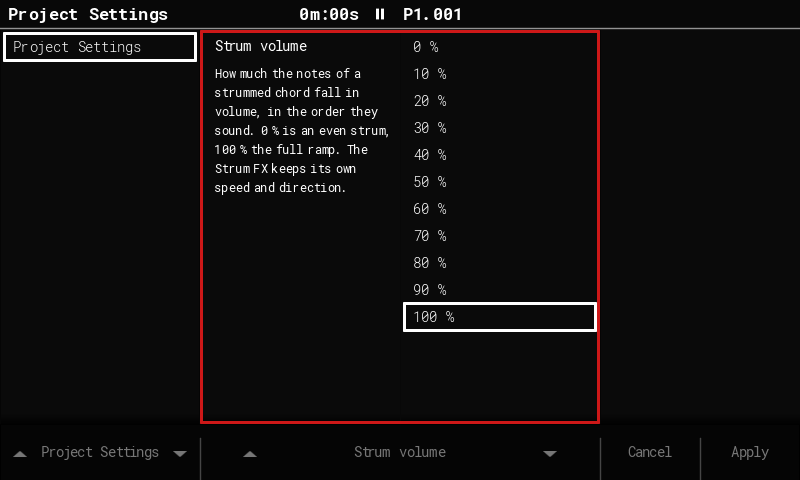 Project Settings
0m:00s
P1.001
Project Settings
Strum volume
How much the notes of a
strummed chord fall in
volume, in the order they
sound. 0 % is an even strum,
100 % the full ramp. The
Strum FX keeps its own
speed and direction.
0 %
10 %
20 %
30 %
40 %
50 %
60 %
70 %
80 %
90 %
100 %
Project Settings
Strum volume
Cancel
Apply